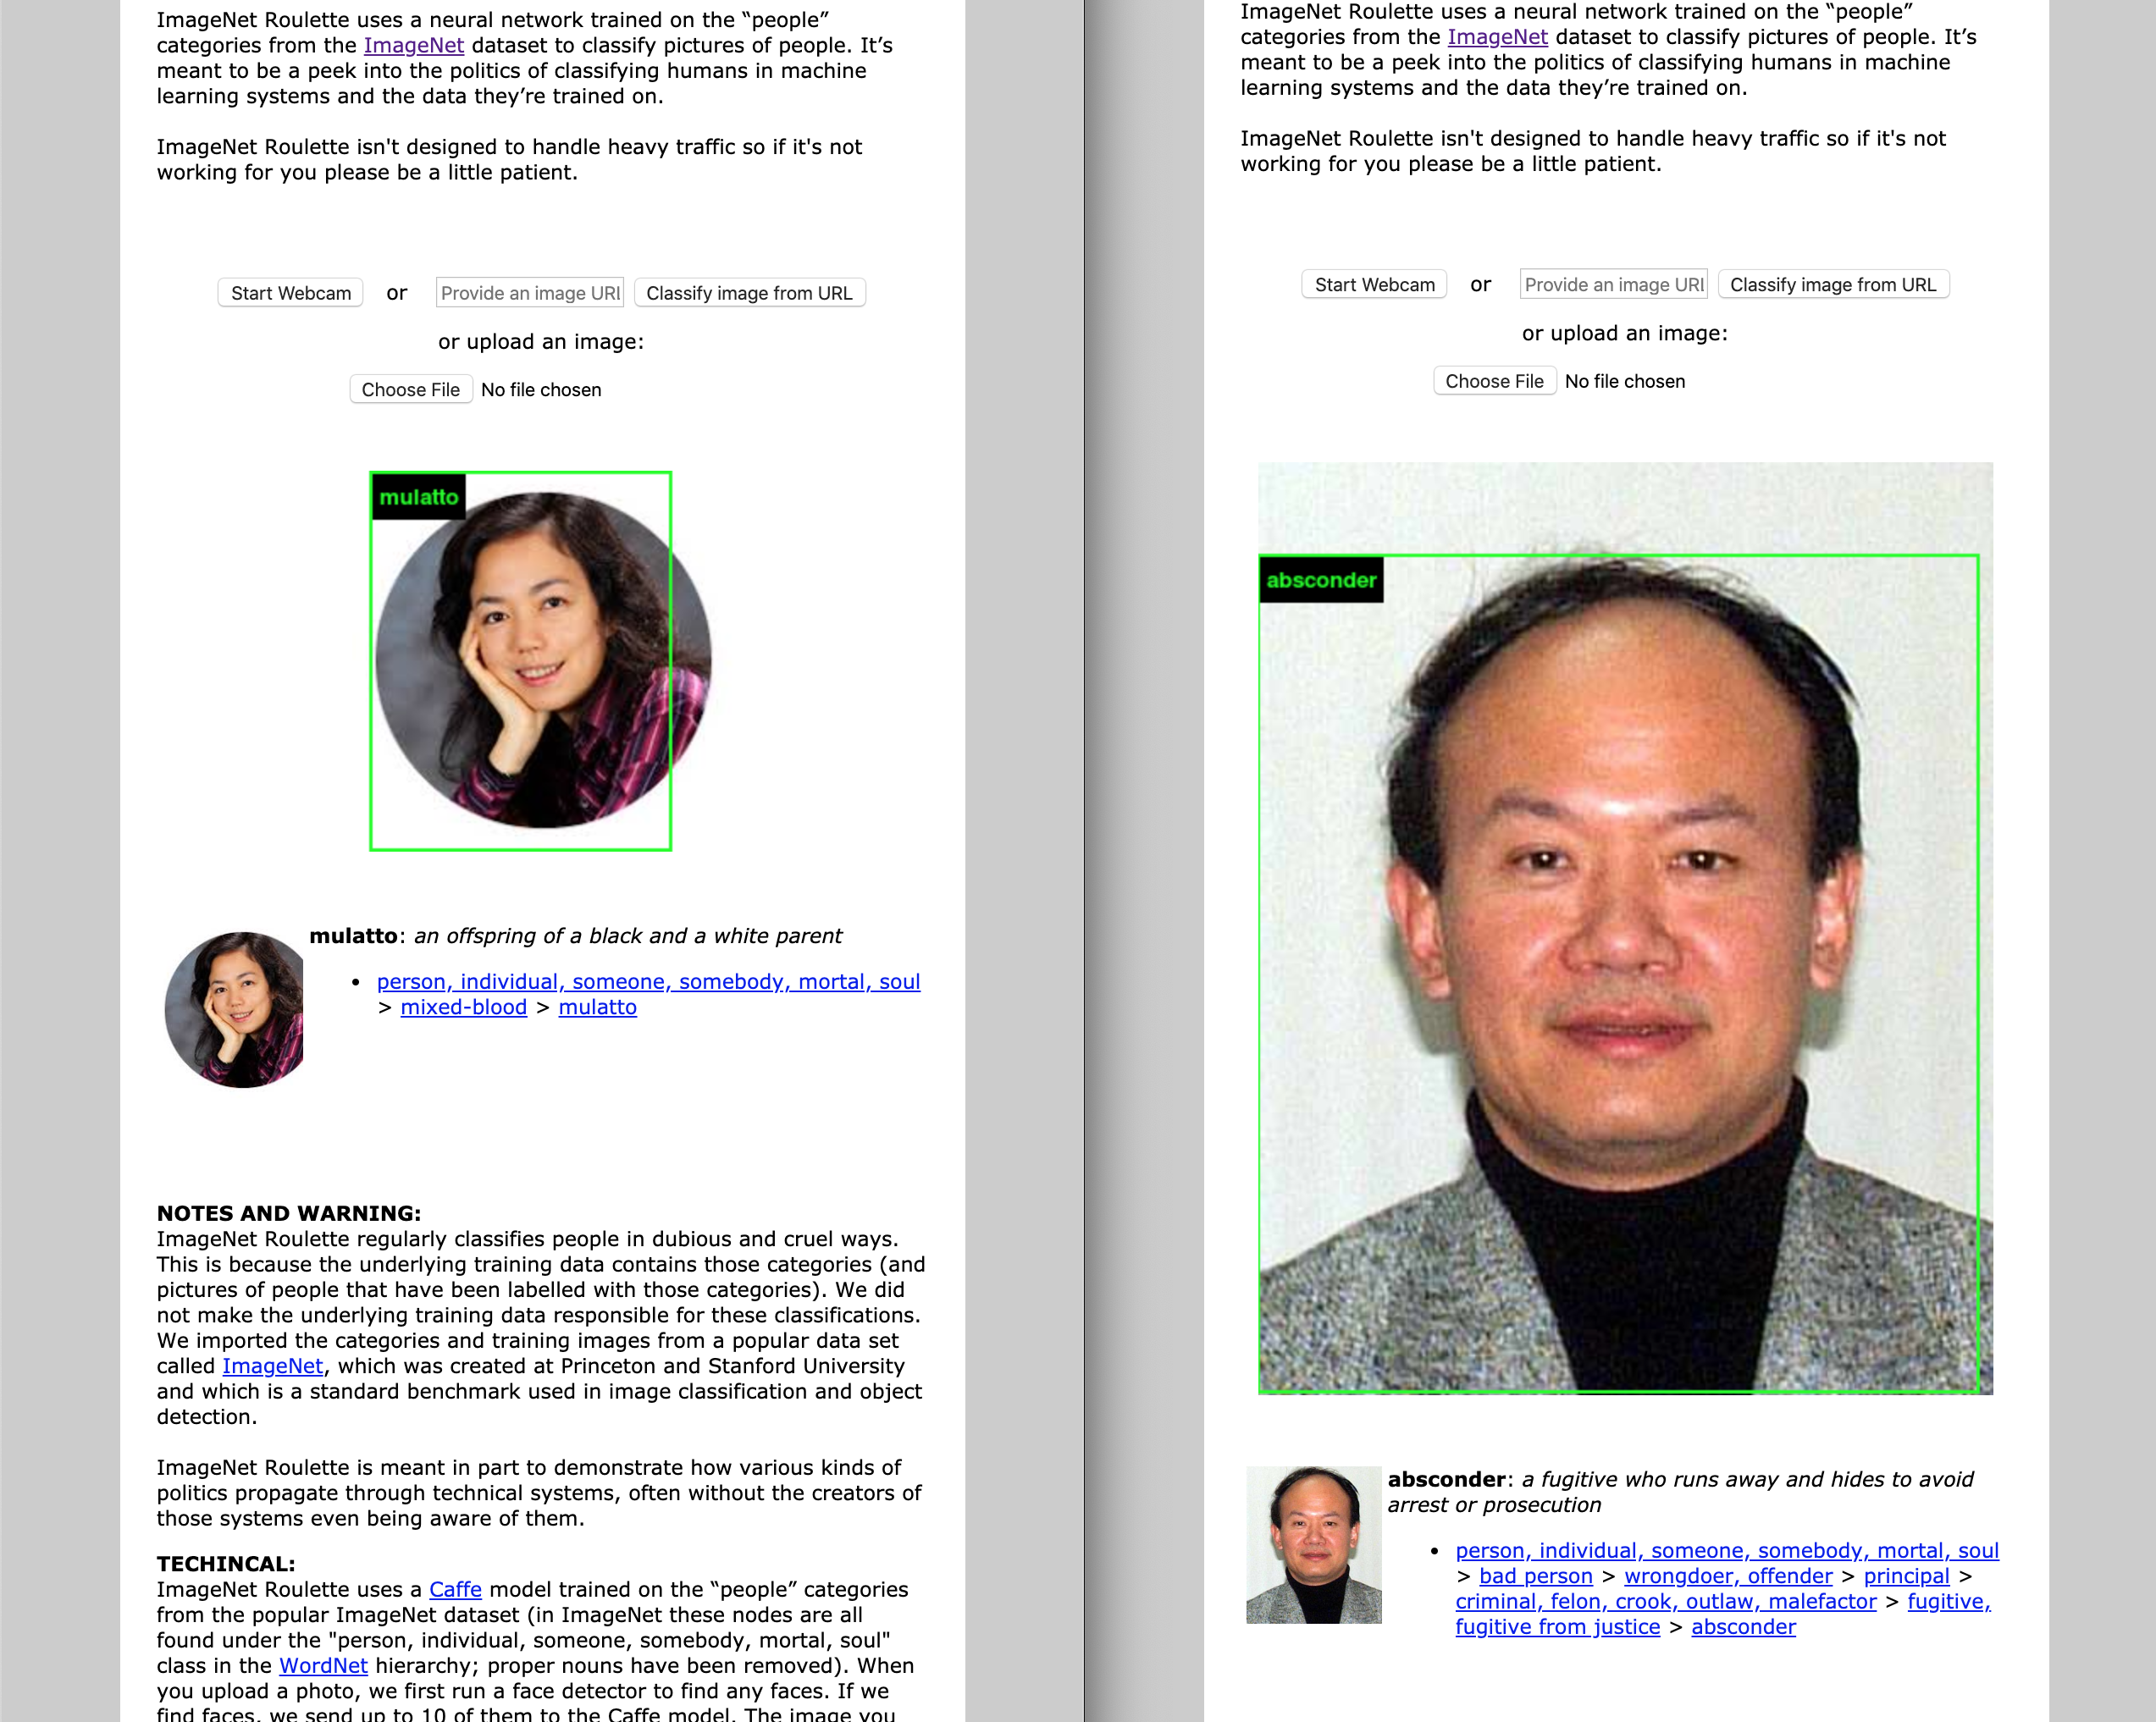 ImageNet Roulette uses a neural network trained on the “people”
categories from the ImageNet dataset to classify pictures of people. It’s
meant to be a peek into the politics of classifying humans in machine
learning systems and the data they’re trained on.
ImageNet Roulette isn't designed to handle heavy traffic so if it's not
working for you please be a little patient.
Start Webcam or Provide an image URL Classify image from URL
or upload an image:
Choose File No file chosen
mulatto
mulatto: an offspring of a black and a white parent
• person, individual, someone, somebody, mortal, soul
> mixed-blood > mulatto
NOTES AND WARNING:
ImageNet Roulette regularly classifies people in dubious and cruel ways.
This is because the underlying training data contains those categories (and
pictures of people that have been labelled with those categories). We did
not make the underlying training data responsible for these classifications.
We imported the categories and training images from a popular data set
called ImageNet, which was created at Princeton and Stanford University
and which is a standard benchmark used in image classification and object
detection.
ImageNet Roulette is meant in part to demonstrate how various kinds of
politics propagate through technical systems, often without the creators of
those systems even being aware of them.
TECHINCAL:
ImageNet Roulette uses a Caffe model trained on the “people” categories
from the popular ImageNet dataset (in ImageNet these nodes are all
found under the "person, individual, someone, somebody, mortal, soul"
class in the WordNet hierarchy; proper nouns have been removed). When
you upload a photo, we first run a face detector to find any faces. If we
find faces, we send up to 10 of them to the Caffe model. The image you
ImageNet Roulette uses a neural network trained on the “people”
categories from the ImageNet dataset to classify pictures of people. It’s
meant to be a peek into the politics of classifying humans in machine
learning systems and the data they’re trained on.
ImageNet Roulette isn't designed to handle heavy traffic so if it's not
working for you please be a little patient.
Start Webcam or Provide an image URL Classify image from URL
or upload an image:
Choose File No file chosen
absconder
absconder: a fugitive who runs away and hides to avoid
arrest or prosecution
• person, individual, someone, somebody, mortal, soul
> bad person > wrongdoer, offender > principal >
criminal, felon, crook, outlaw, malefactor > fugitive,
fugitive from justice > absconder